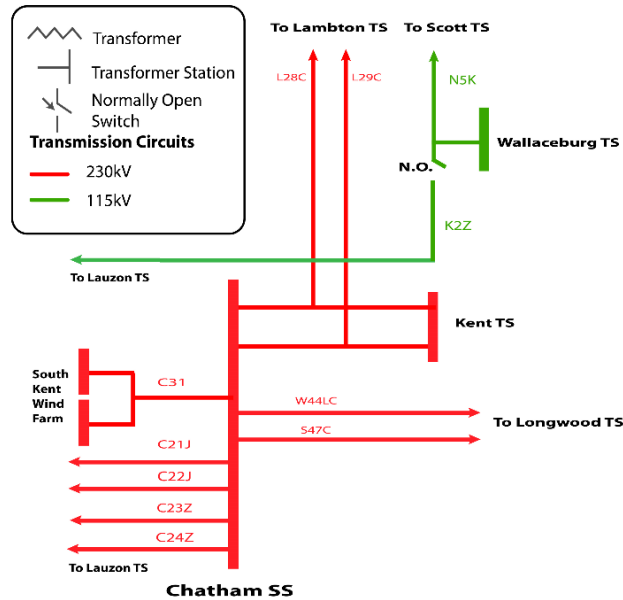 Transformer
Transformer Station
Normally Open
Switch
Transmission Circuits
230kV
115kV
To Lambton TS
To Scott TS
L28C
L29C
N5K
Wallaceburg TS
N.O.
K2Z
To Lauzon TS
Kent TS
South
Kent
Wind
Farm
C31
W44LC
To Longwood TS
S47C
C21J
C22J
C23Z
C24Z
To Lauzon TS
Chatham SS